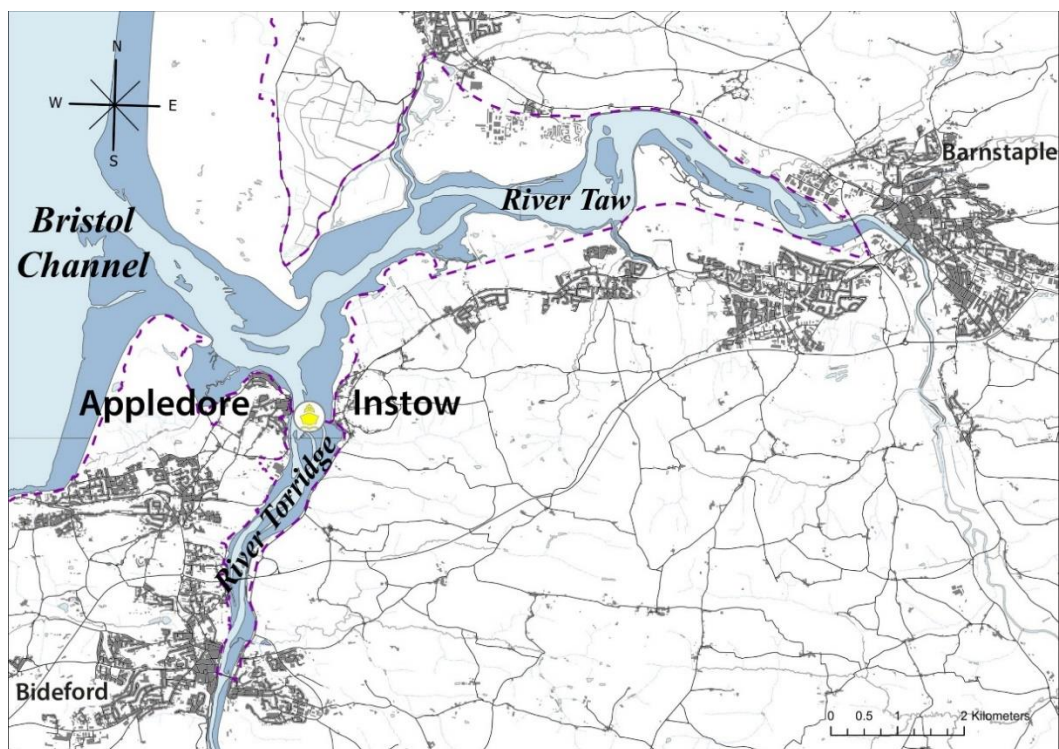 N
W E
S
Bristol
Channel
River Taw
Barnstaple
Appledore
Instow
River Torridge
Bideford
0 0.5 1 2 Kilometers